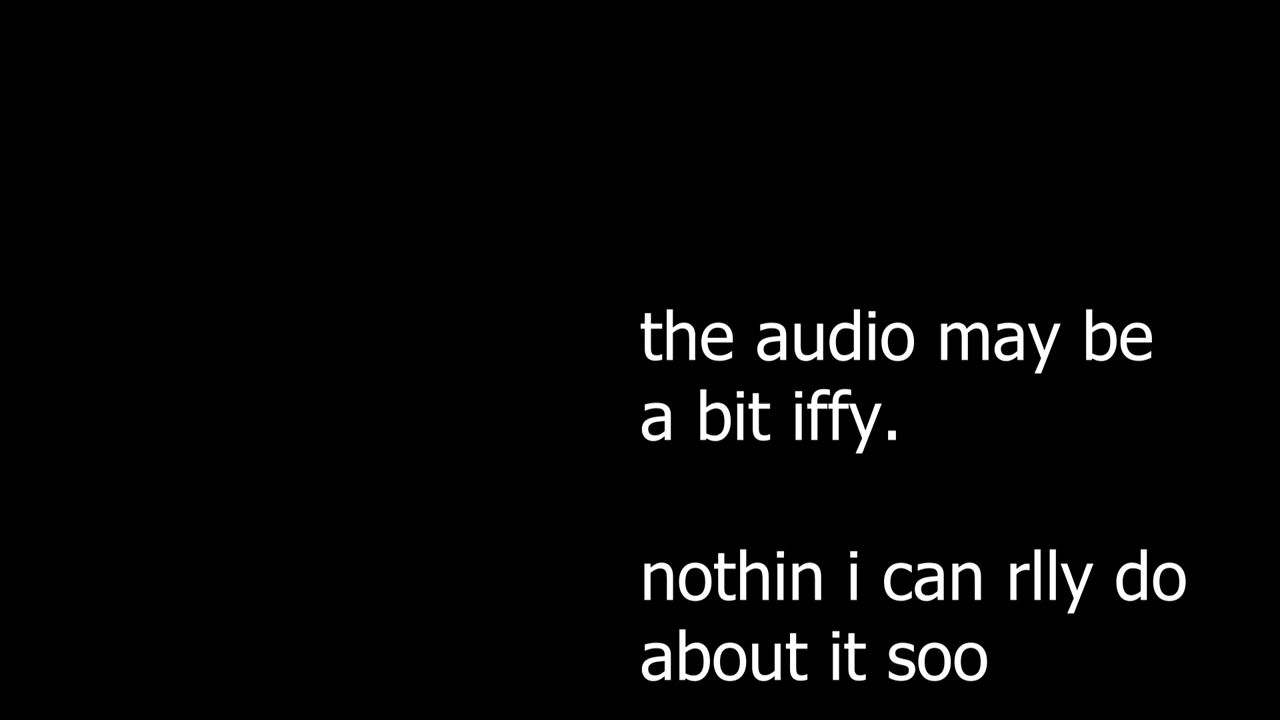 the audio may be
a bit iffy.
nothin i can rlly do
about it soo